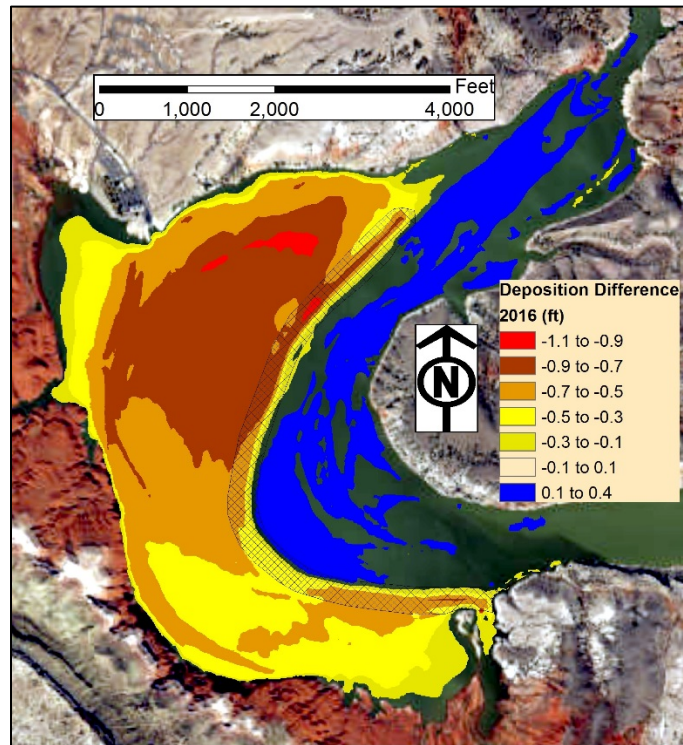 Feet
0 1,000 2,000 4,000
Deposition Difference
2016 (ft)
-1.1 to -0.9
-0.9 to -0.7
-0.7 to -0.5
-0.5 to -0.3
-0.3 to -0.1
-0.1 to 0.1
0.1 to 0.4
N